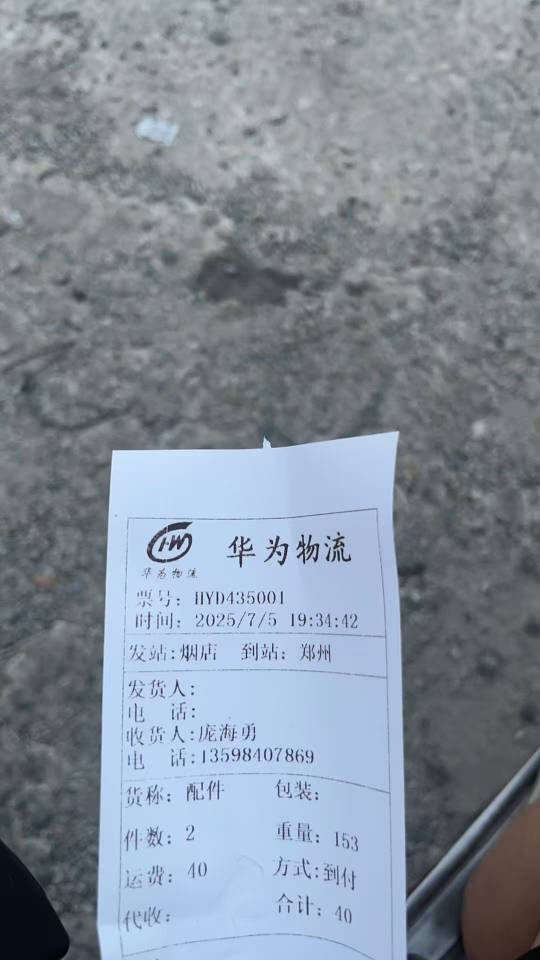 HW 华为物流
华为物流
票号: HYD435001
时间: 2025/7/5 19:34:42
发站:烟店 到站: 郑州
发货人:
电 话:
收货人:庞海勇
电 话:13598407869
货称: 配件 包装:
件数: 2 重量: 153
运费: 40 方式:到付
代收: 合计: 40